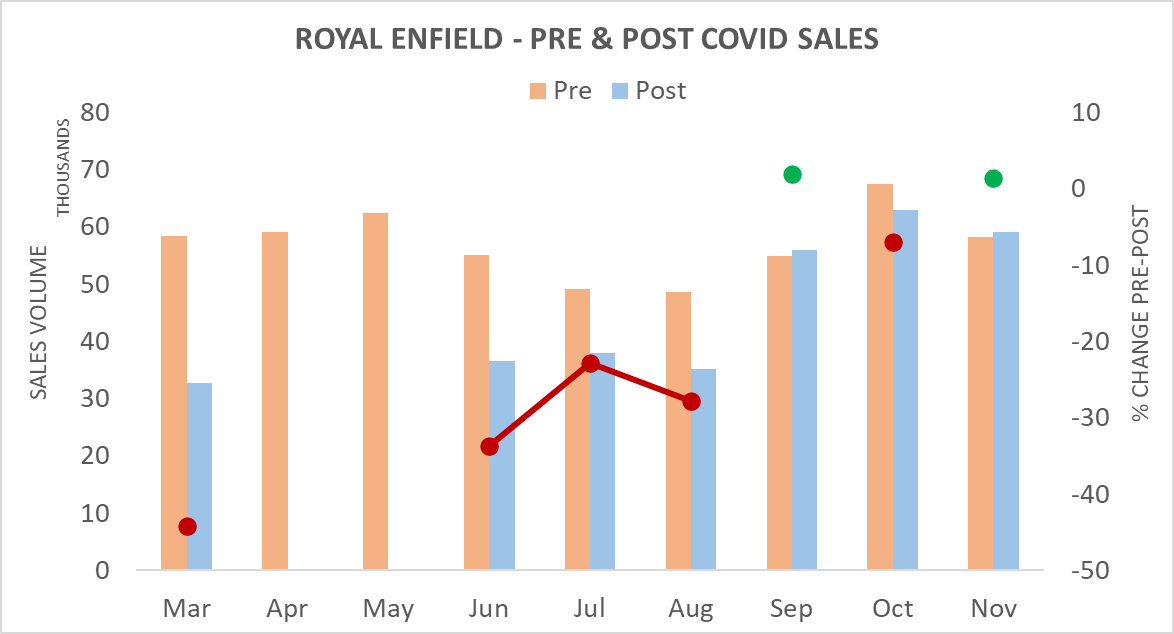 ROYAL ENFIELD - PRE & POST COVID SALES
Pre Post
SALES VOLUME
THOUSANDS
80
70
60
50
40
30
20
10
0
10
0
-10
-20
-30
-40
-50
% CHANGE PRE-POST
Mar Apr May Jun Jul Aug Sep Oct Nov